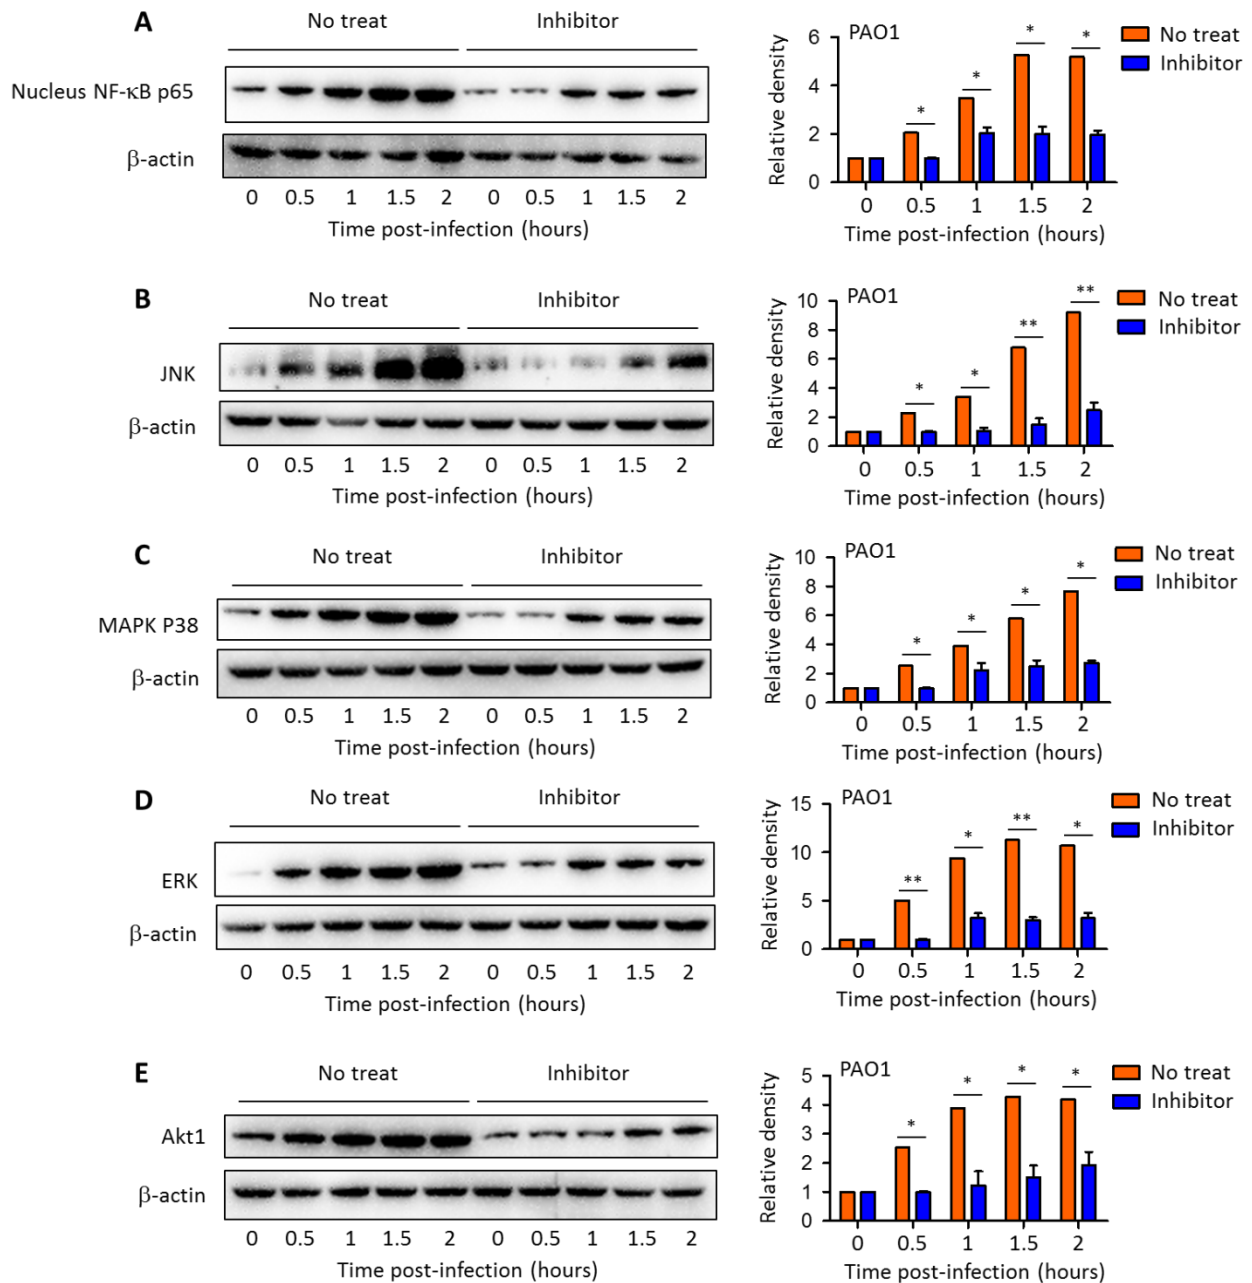 A
No treat
Inhibitor
Nucleus NF-κB p65
β-actin
0 0.5 1 1.5 2 0 0.5 1 1.5 2
Time post-infection (hours)
PAO1
No treat
Inhibitor
Relative density
6
4
2
0
* * * *
0 0.5 1 1.5 2
Time post-infection (hours)
B
No treat
Inhibitor
JNK
β-actin
0 0.5 1 1.5 2 0 0.5 1 1.5 2
Time post-infection (hours)
PAO1
No treat
Inhibitor
Relative density
10
8
6
4
2
0
* * ** **
0 0.5 1 1.5 2
Time post-infection (hours)
C
No treat
Inhibitor
MAPK P38
β-actin
0 0.5 1 1.5 2 0 0.5 1 1.5 2
Time post-infection (hours)
PAO1
No treat
Inhibitor
Relative density
10
8
6
4
2
0
* * * *
0 0.5 1 1.5 2
Time post-infection (hours)
D
No treat
Inhibitor
ERK
β-actin
0 0.5 1 1.5 2 0 0.5 1 1.5 2
Time post-infection (hours)
PAO1
No treat
Inhibitor
Relative density
15
10
5
0
** * ** *
0 0.5 1 1.5 2
Time post-infection (hours)
E
No treat
Inhibitor
Akt1
β-actin
0 0.5 1 1.5 2 0 0.5 1 1.5 2
Time post-infection (hours)
PAO1
No treat
Inhibitor
Relative density
5
4
3
2
1
0
* * * *
0 0.5 1 1.5 2
Time post-infection (hours)